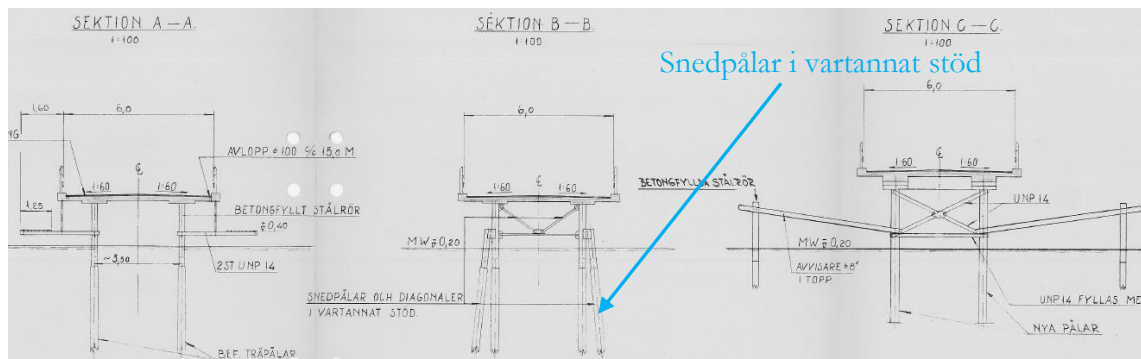 SEKTION A — A.
1:100
1,60
6,0
NG
AVLOPP ø 100 c/c 15,0 M
1:60
1:60
1,25
BETONGFYLLT STÅLRÖR
∓0,40
~3,50
2ST UNP 14
BEF. TRÄPÅLAR
SEKTION B — B.
1:100
Snedpålar i vartannat stöd
6,0
1:60
1:60
MW ∓0,20
SNEDPÅLAR OCH DIAGONALER
I VARTANNAT STÖD.
SEKTION C — C.
1:100
6,0
1:60
1:60
BETONGFYLLDA STÅLRÖR
UNP 14
MW ∓0,20
AVVISARE
I TOPP.
UNP 14 FYLLAS ME
NYA PÅLAR